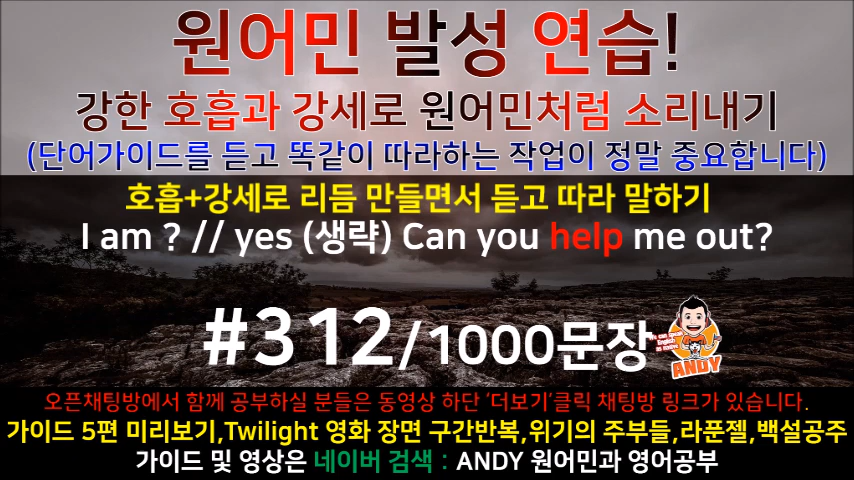 원어민 발성 연습!
강한 호흡과 강세로 원어민처럼 소리내기
(단어가이드를 듣고 똑같이 따라하는 작업이 정말 중요합니다)
호흡+강세로 리듬 만들면서 듣고 따라 말하기
I am ? // yes (생략) Can you help me out?
#312/1000문장
ANDY
오픈채팅방에서 함께 공부하실 분들은 동영상 하단 '더보기'클릭 채팅방 링크가 있습니다.
가이드 5편 미리보기,Twilight 영화 장면 구간반복,위기의 주부들,라푼젤,백설공주
가이드 및 영상은 네이버 검색 : ANDY 원어민과 영어공부